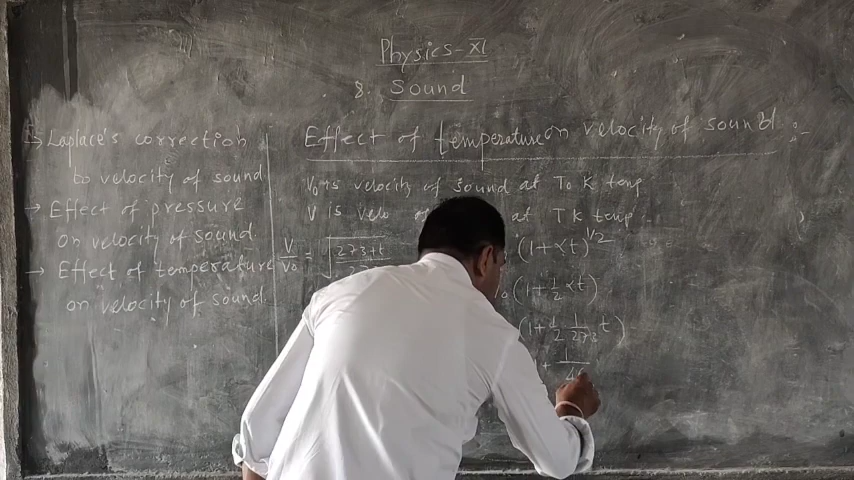 Physics-XI
8. Sound
→ Laplace's correction
to velocity of sound
→ Effect of pressure
on velocity of sound
→ Effect of temperature
on velocity of sound
Effect of temperature on velocity of sound :-
V₀ is velocity of sound at T₀ K temp
V is velo at T K temp.
V/V₀ = √(273+t
(1+αt)^1/2
(1+½αt)
(1+½ 1/273 t)
+ 1/